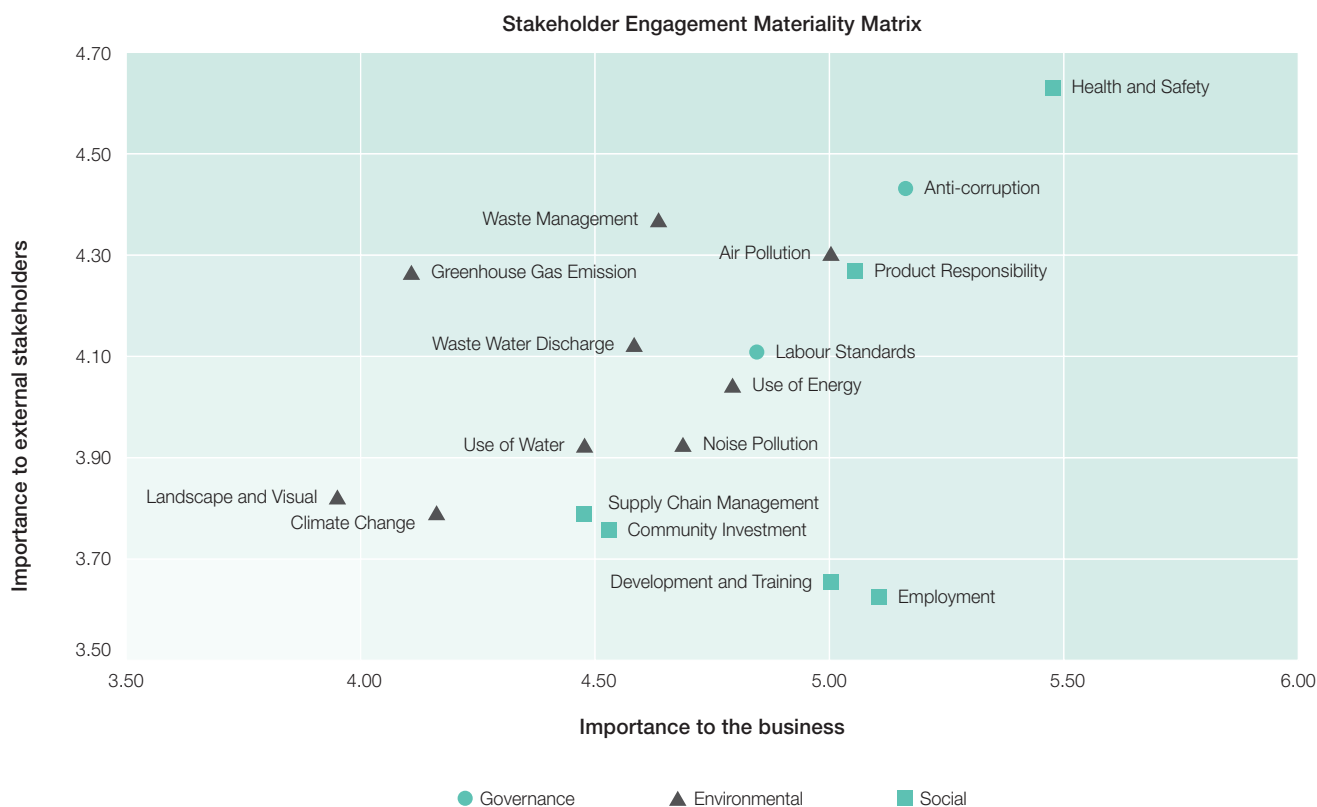 Stakeholder Engagement Materiality Matrix
4.70
Health and Safety
4.50
Anti-corruption
Waste Management
Air Pollution
4.30
Greenhouse Gas Emission
Product Responsibility
Waste Water Discharge
Labour Standards
4.10
Use of Energy
Use of Water
Noise Pollution
3.90
Landscape and Visual
Supply Chain Management
Climate Change
Community Investment
3.70
Development and Training
Employment
3.50
Importance to external stakeholders
3.50 4.00 4.50 5.00 5.50 6.00
Importance to the business
Governance Environmental Social